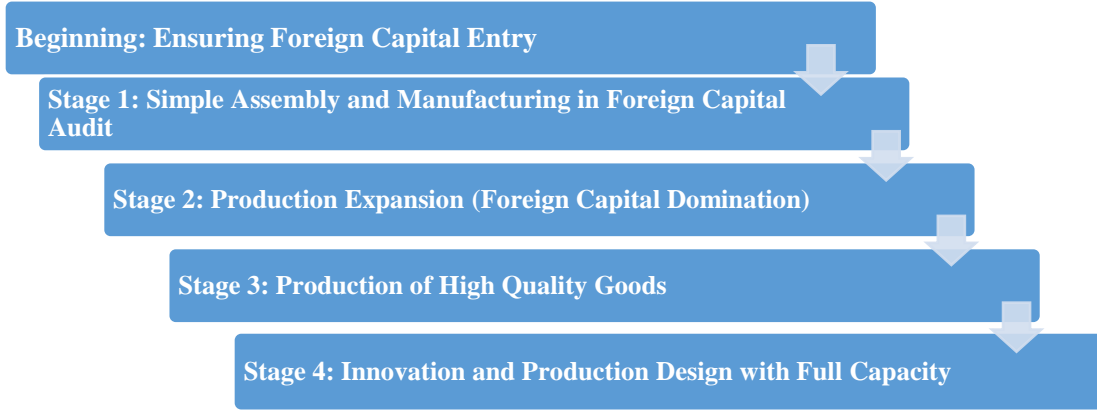 Beginning: Ensuring Foreign Capital Entry
Stage 1: Simple Assembly and Manufacturing in Foreign Capital
Audit
Stage 2: Production Expansion (Foreign Capital Domination)
Stage 3: Production of High Quality Goods
Stage 4: Innovation and Production Design with Full Capacity